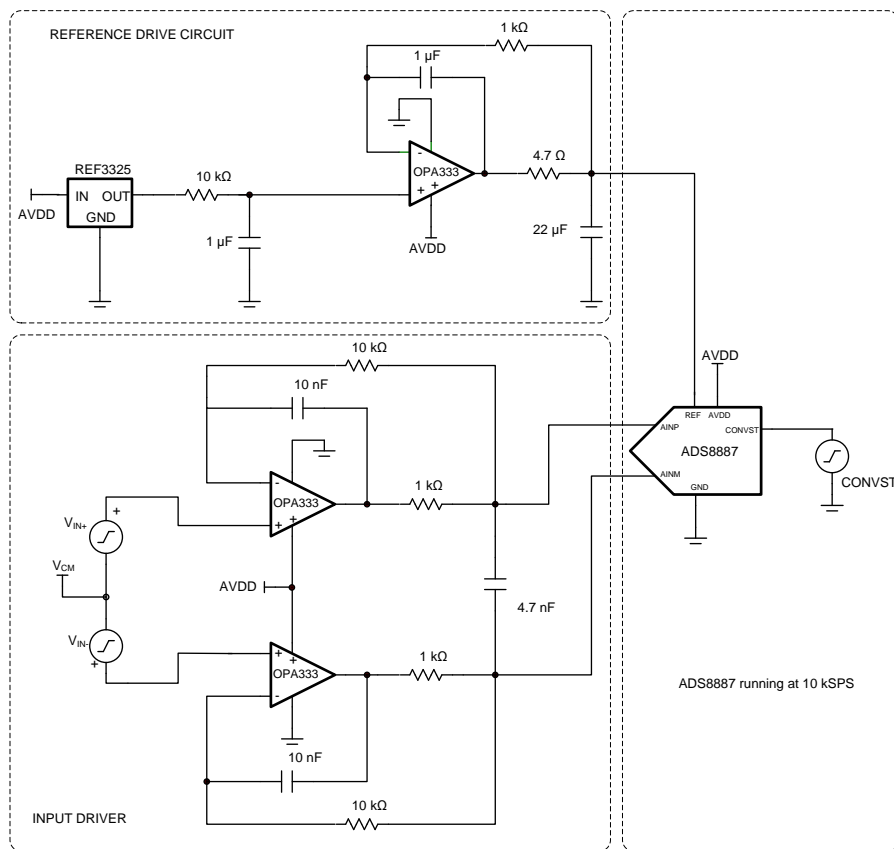 REFERENCE DRIVE CIRCUIT
1 kΩ
1 µF
REF3325
10 kΩ
-
OPA333
4.7 Ω
IN OUT
+ +
AVDD
GND
1 µF
AVDD
22 µF
10 kΩ
10 nF
AVDD
REF AVDD
CONVST
AINP
ADS8887
AINM
GND
CONVST
-
OPA333
+ +
1 kΩ
+
VIN+
VCM
AVDD
4.7 nF
VIN-
+
1 kΩ
+ +
OPA333
-
ADS8887 running at 10 kSPS
10 nF
10 kΩ
INPUT DRIVER